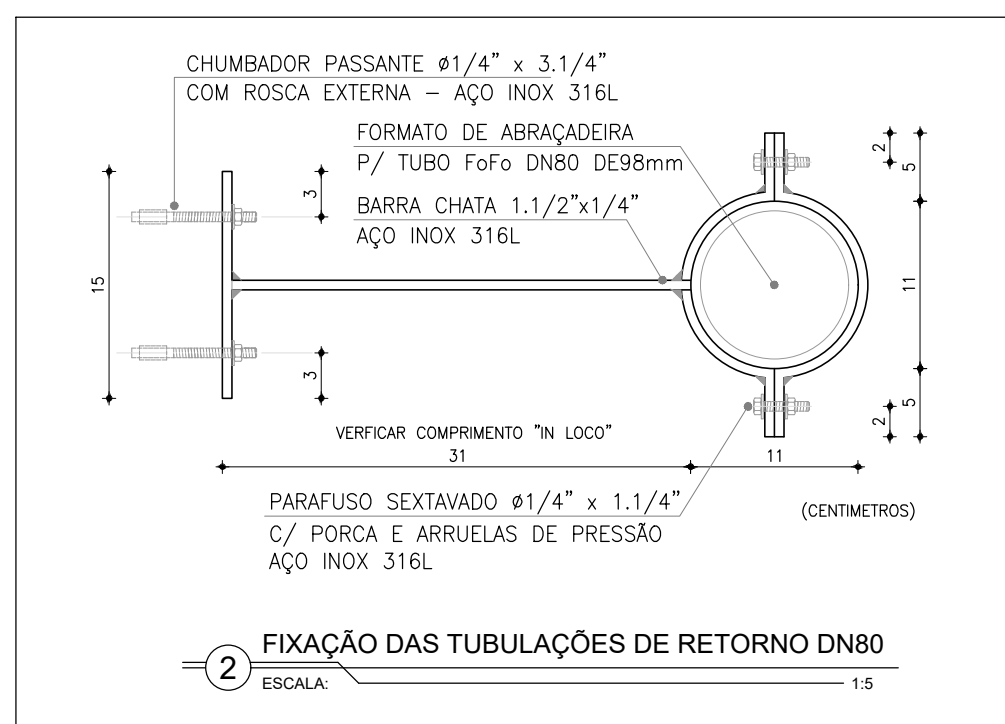 CHUMBADOR PASSANTE ø1/4” x 3.1/4”
COM ROSCA EXTERNA – AÇO INOX 316L
FORMATO DE ABRAÇADEIRA
P/ TUBO FoFo DN80 DE98mm
BARRA CHATA 1.1/2”x1/4”
AÇO INOX 316L
2
5
3
15
11
3
5
2
VERFICAR COMPRIMENTO "IN LOCO"
31
11
PARAFUSO SEXTAVADO ø1/4” x 1.1/4”
C/ PORCA E ARRUELAS DE PRESSÃO
AÇO INOX 316L
(CENTIMETROS)
2
FIXAÇÃO DAS TUBULAÇÕES DE RETORNO DN80
ESCALA:
1:5